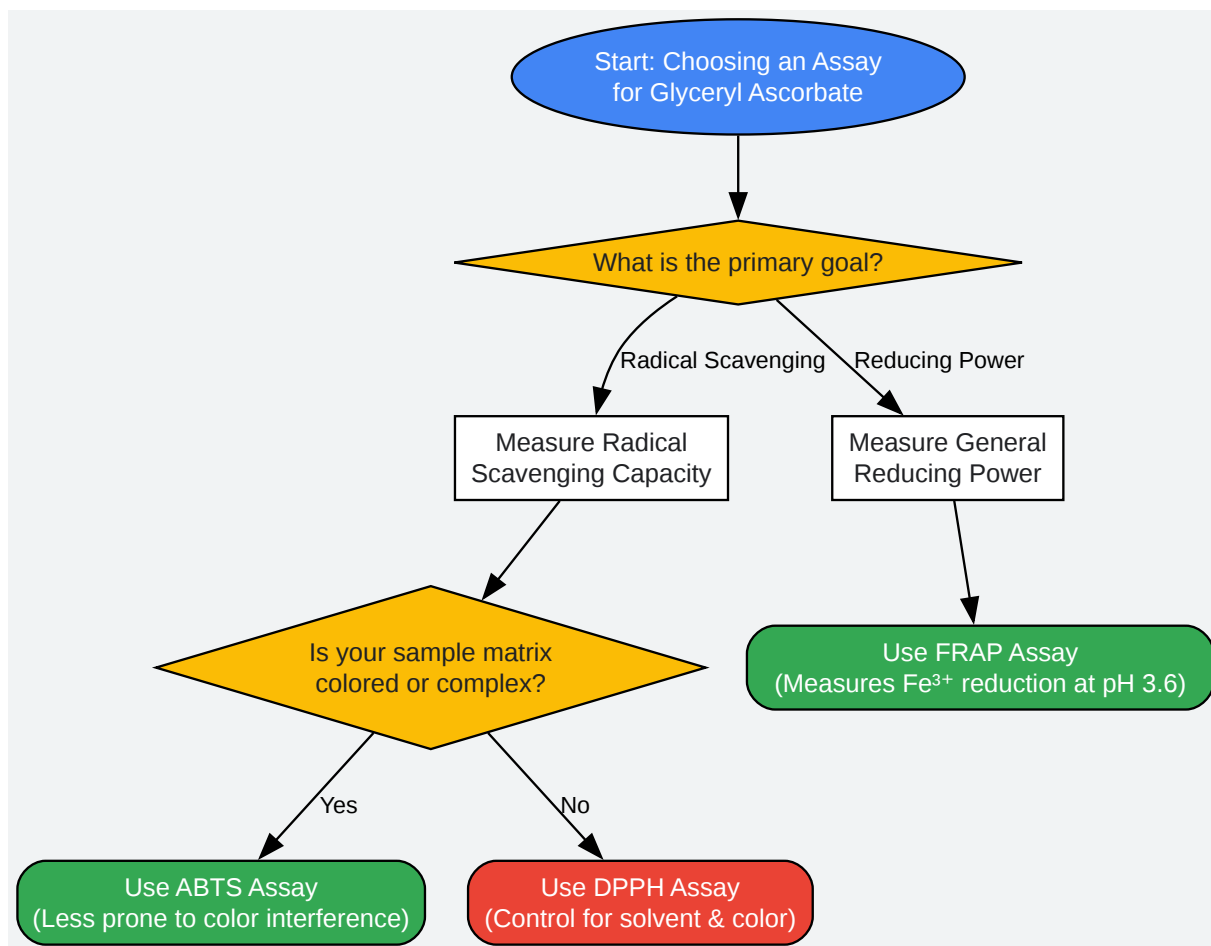 Start: Choosing an Assay
for Glyceryl Ascorbate
What is the primary goal?
Radical Scavenging
Reducing Power
Measure Radical
Scavenging Capacity
Measure General
Reducing Power
Is your sample matrix
colored or complex?
Use FRAP Assay
(Measures Fe³⁺ reduction at pH 3.6)
Yes
No
Use ABTS Assay
(Less prone to color interference)
Use DPPH Assay
(Control for solvent & color)